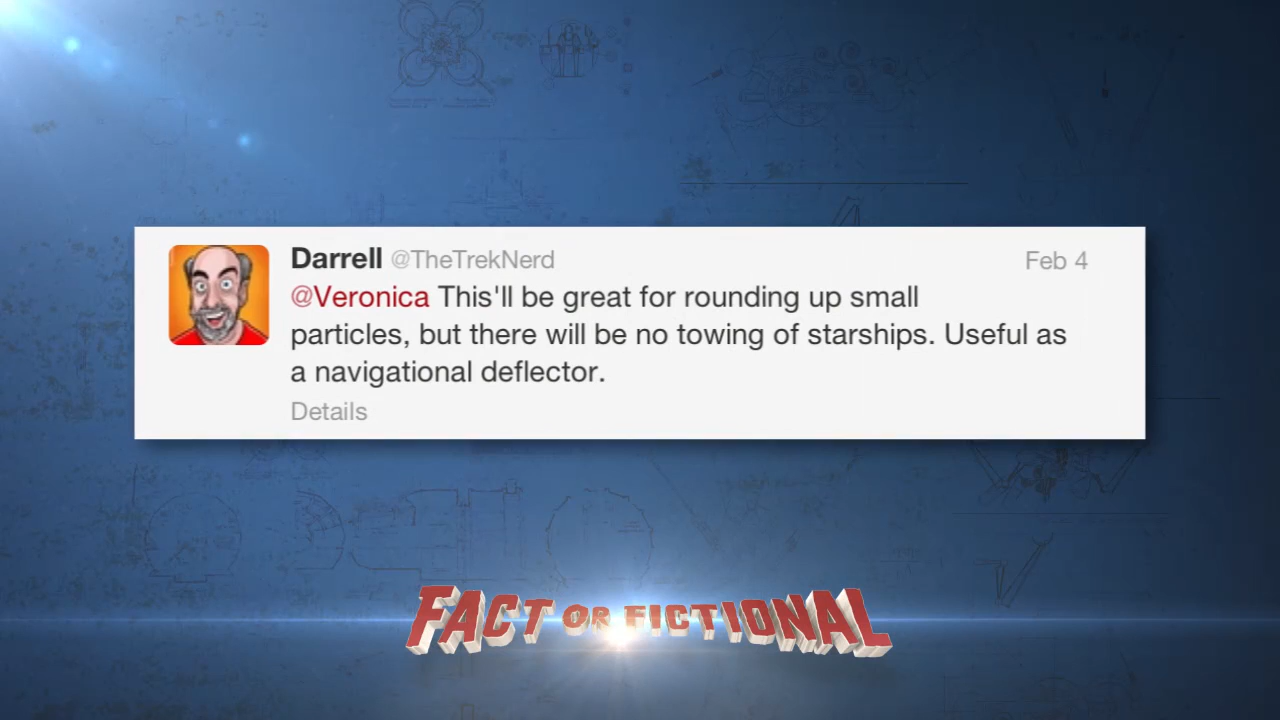 Darrell @TheTrekNerd Feb 4
@Veronica This'll be great for rounding up small
particles, but there will be no towing of starships. Useful as
a navigational deflector.
Details
FACT OR FICTIONAL